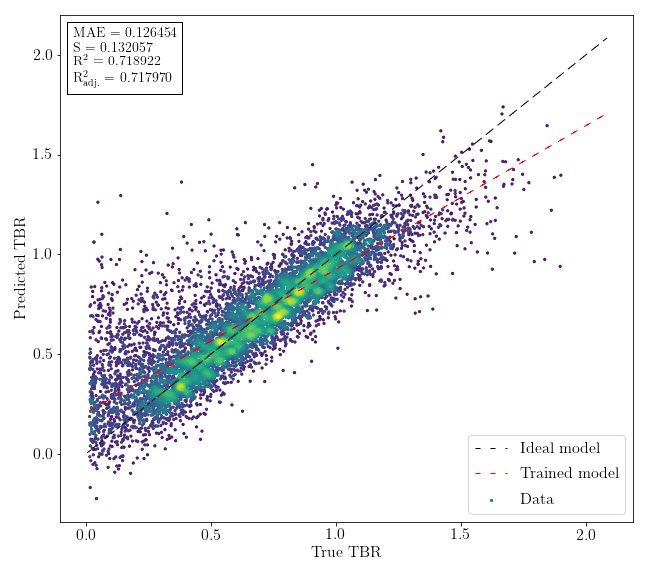 MAE = 0.126454
S = 0.132057
R² = 0.718922
R²adj. = 0.717970
2.0
1.5
1.0
0.5
0.0
Predicted TBR
0.0 0.5 1.0 1.5 2.0
True TBR
Ideal model
Trained model
Data